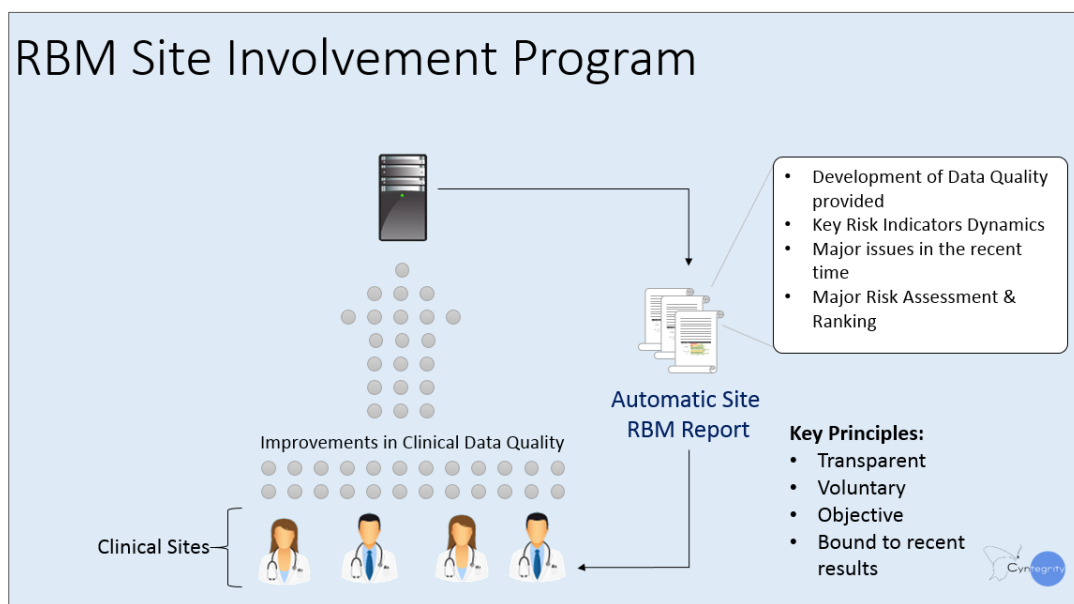 RBM Site Involvement Program
• Development of Data Quality
provided
• Key Risk Indicators Dynamics
• Major issues in the recent
time
• Major Risk Assessment &
Ranking
Automatic Site
RBM Report
Improvements in Clinical Data Quality
Clinical Sites
Key Principles:
• Transparent
• Voluntary
• Objective
• Bound to recent
results
Cyntegrity